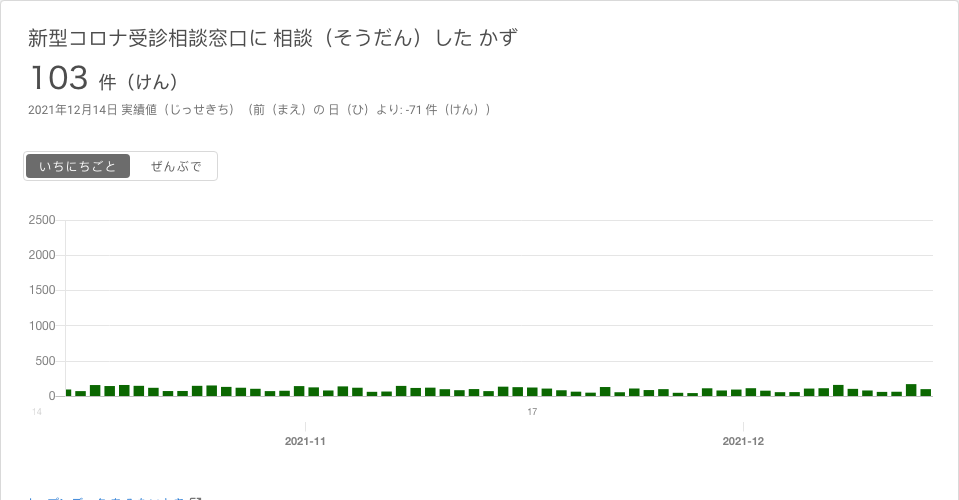 新型コロナ受診相談窓口に 相談（そうだん）した かず
103 件（けん）
2021年12月14日 実績値（じっせきち）（前（まえ）の 日（ひ）より: -71 件（けん））
いちにちごと ぜんぶで
2500
2000
1500
1000
500
0
14 17
2021-11 2021-12